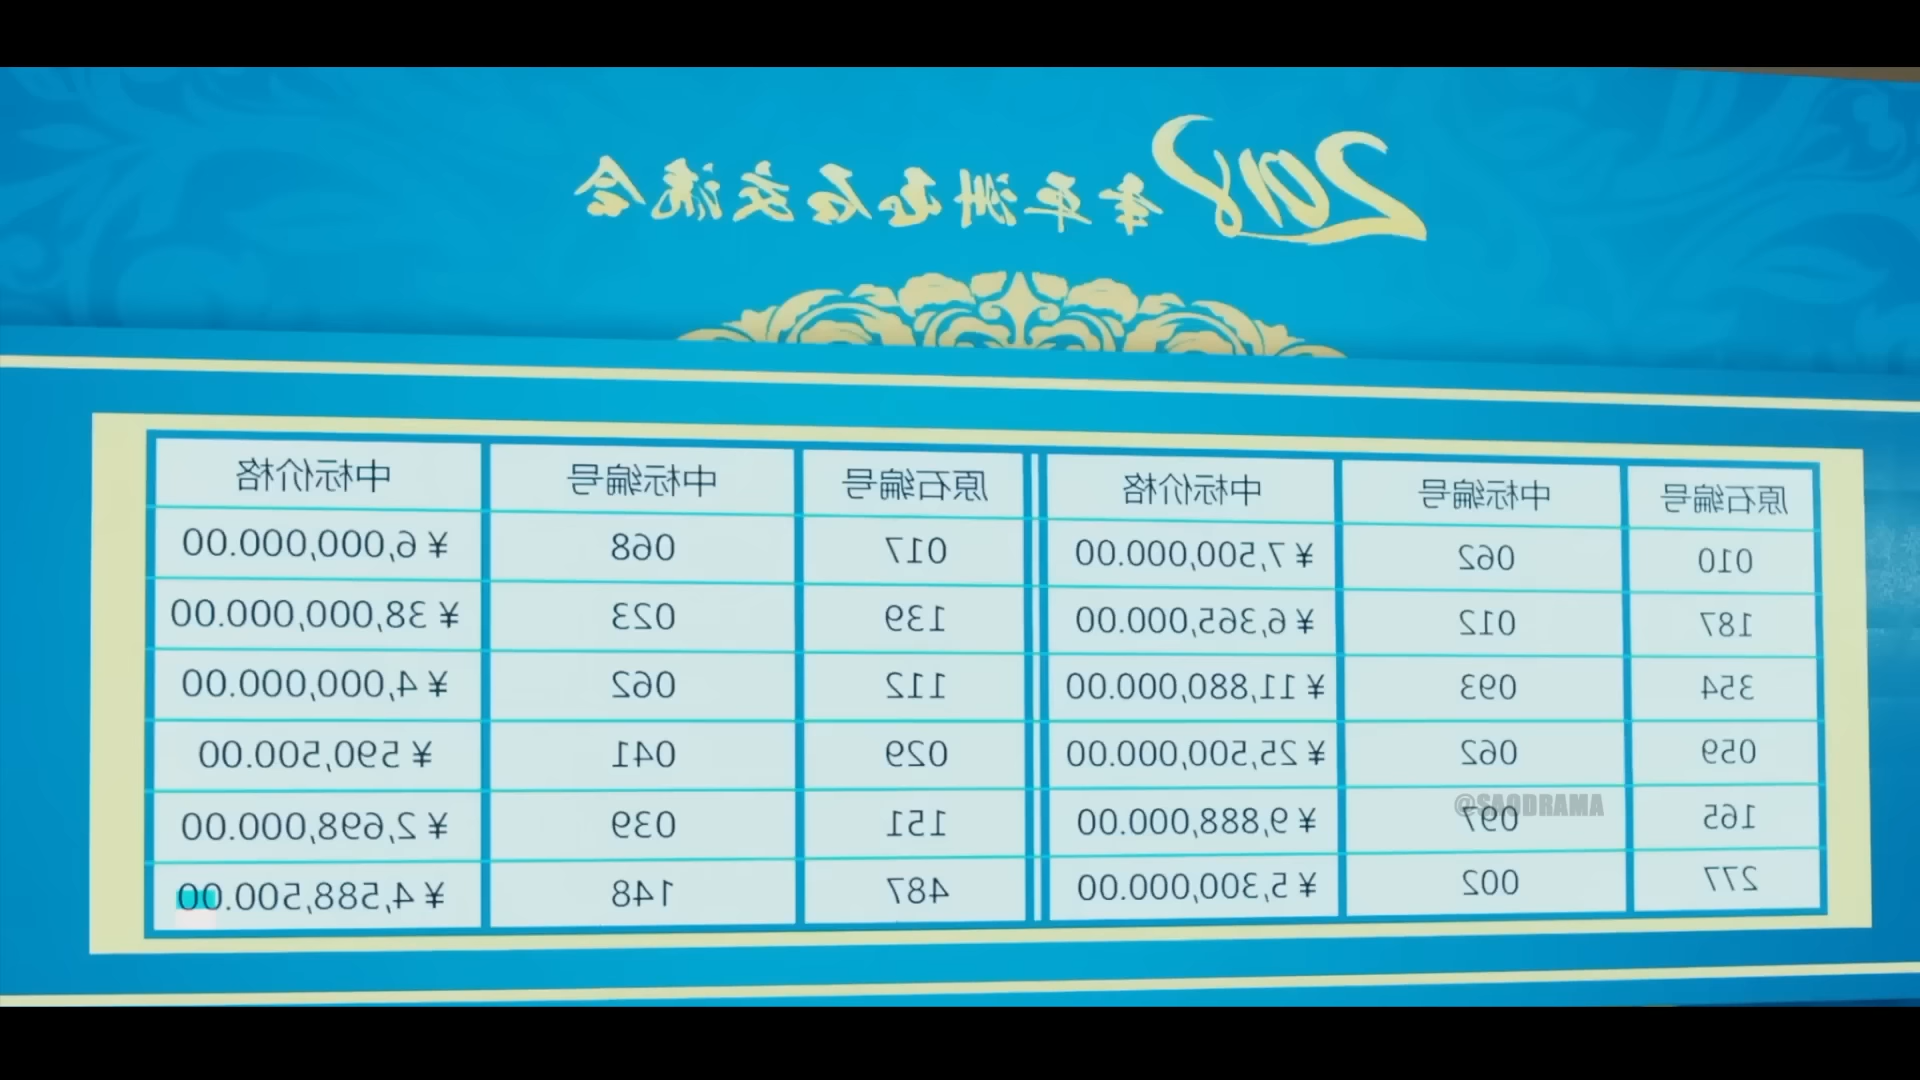 2018年平洲玉石交流会
原石编号 中标编号 中标价格 原石编号 中标编号 中标价格
010 062 ¥7,500,000.00 017 068 ¥6,000,000.00
187 012 ¥6,365,000.00 139 023 ¥38,000,000.00
354 093 ¥11,880,000.00 112 062 ¥4,000,000.00
059 062 ¥25,500,000.00 029 041 ¥590,500.00
165 097 ¥9,888,000.00 151 039 ¥2,698,000.00
277 002 ¥5,300,000.00 487 148 ¥4,588,500.00
@SAODRAMA